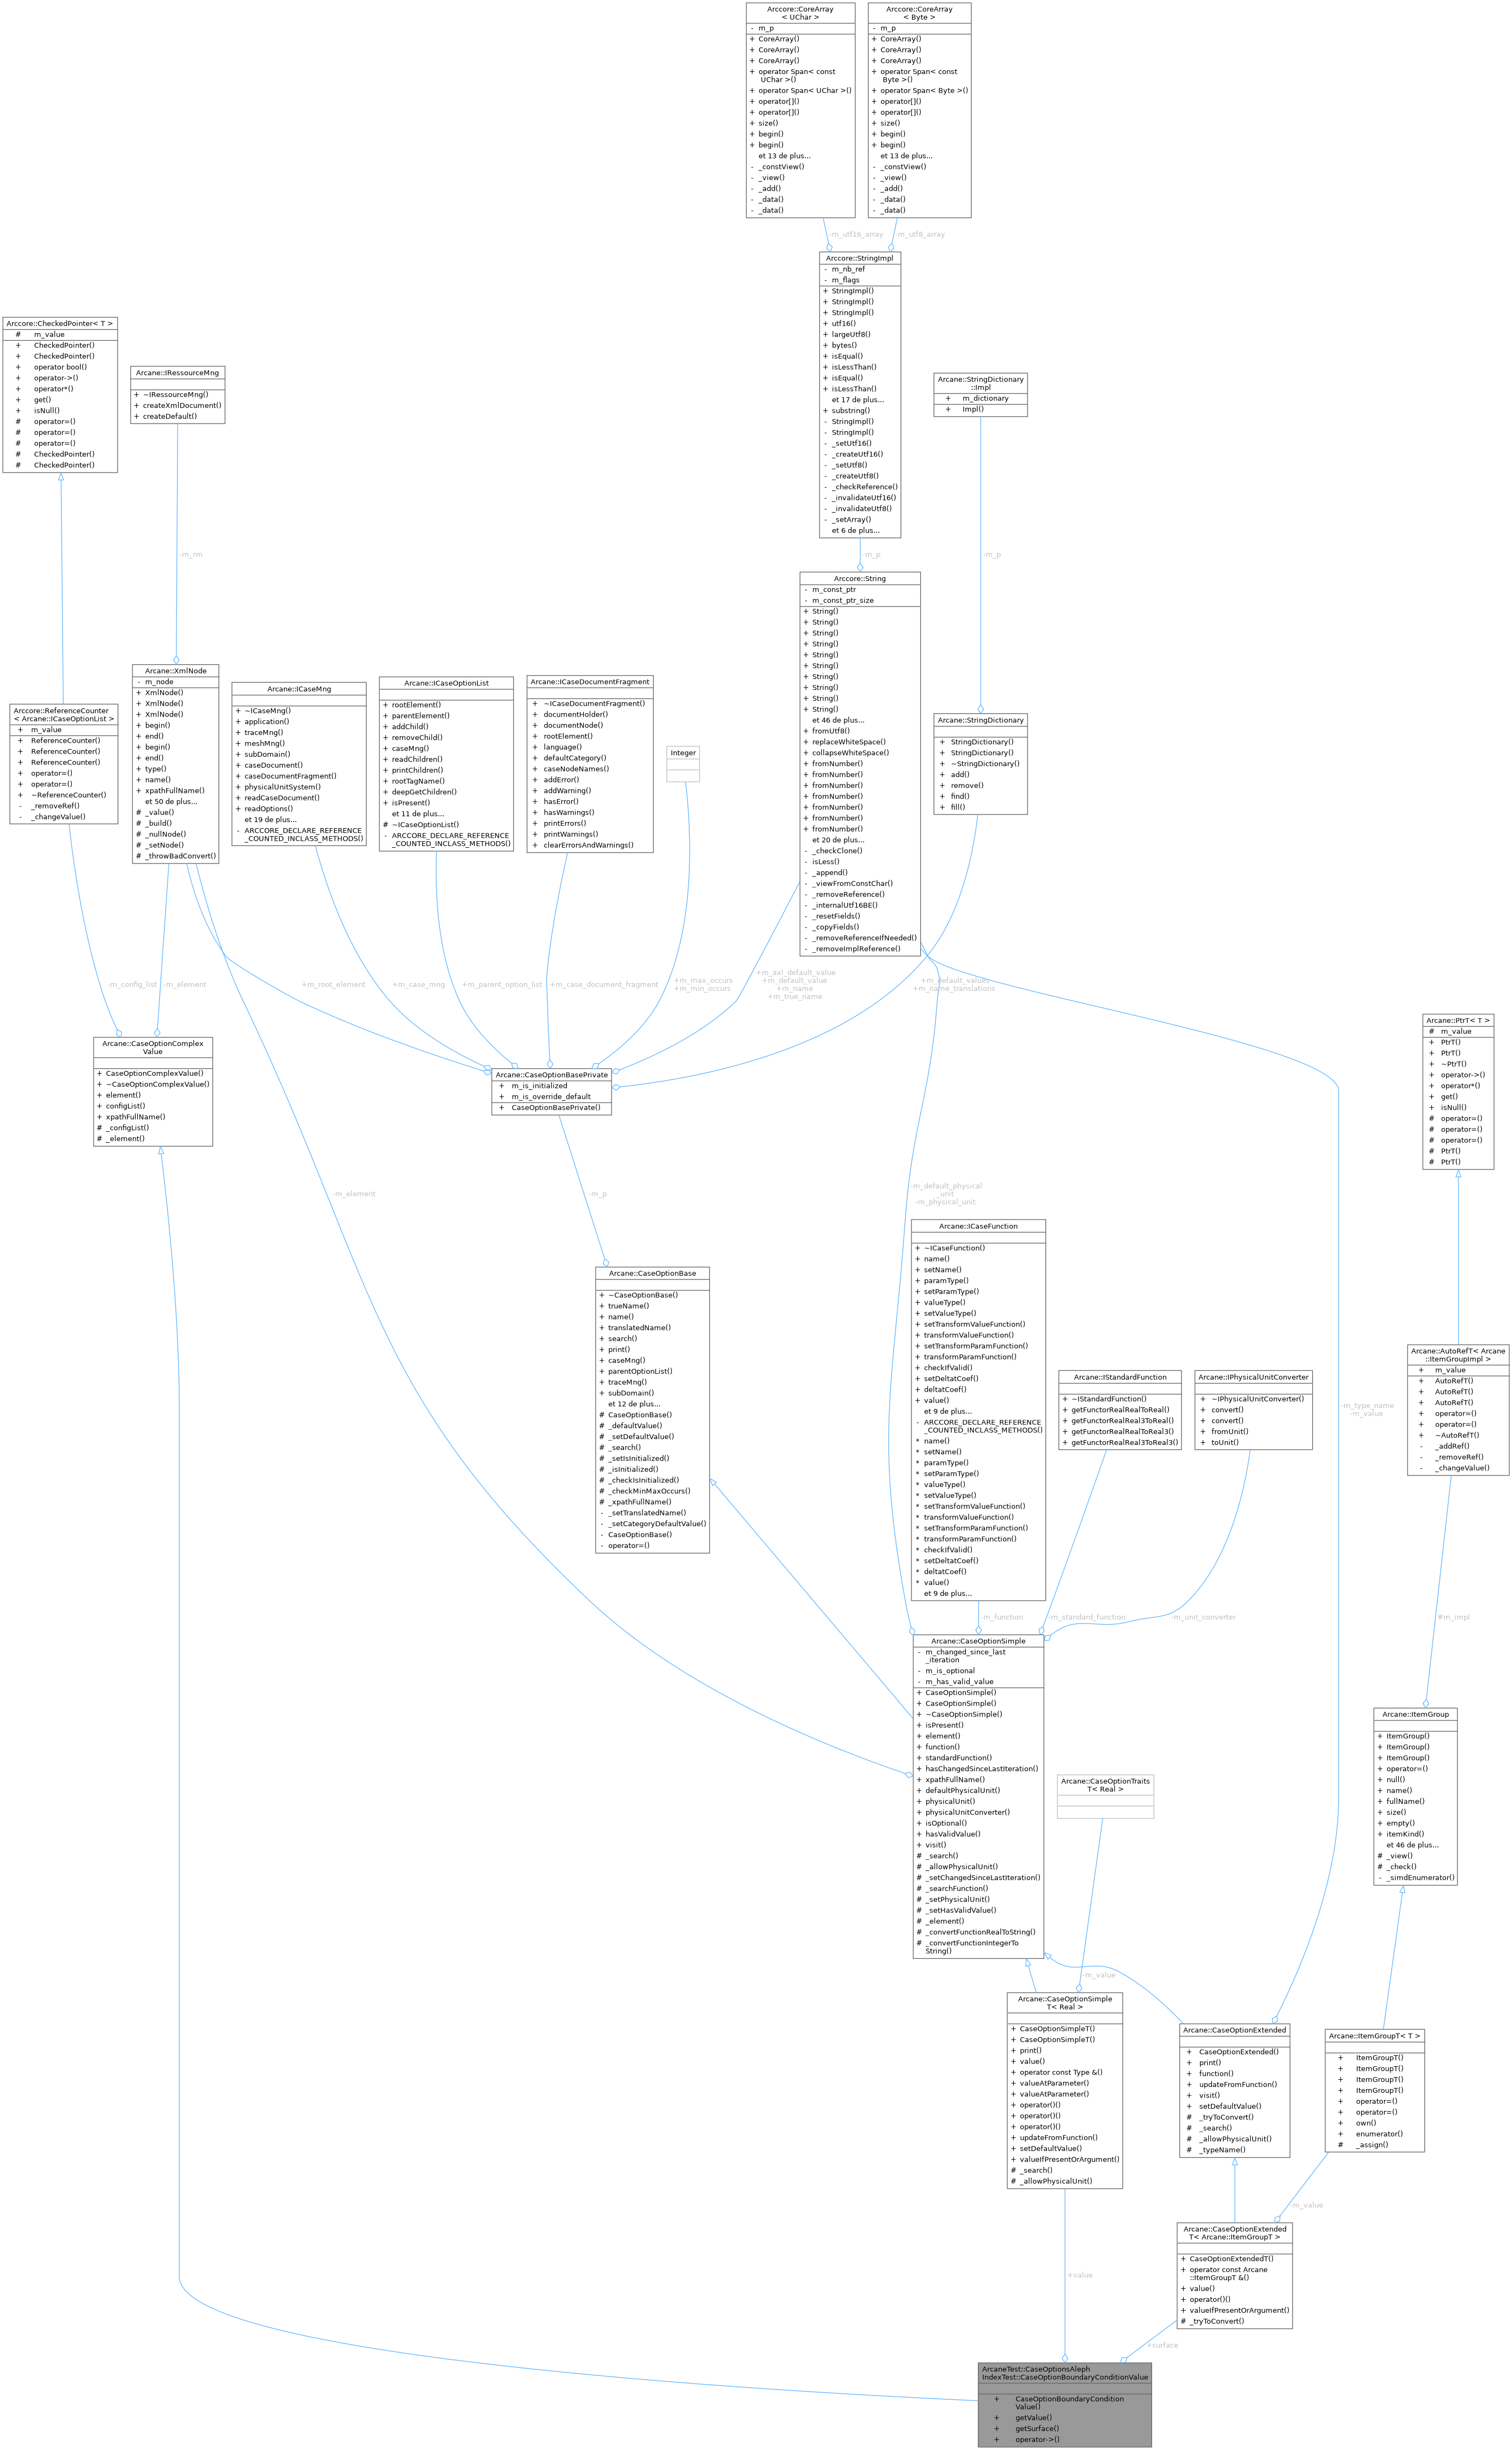 Arccore::CoreArray
< UChar >
- m_p
+ CoreArray()
+ CoreArray()
+ CoreArray()
+ operator Span< const
UChar >()
+ operator Span< UChar >()
+ operator[]()
+ operator[]()
+ size()
+ begin()
+ begin()
et 13 de plus...
- _constView()
- _view()
- _add()
- _data()
- _data()
Arccore::CoreArray
< Byte >
- m_p
+ CoreArray()
+ CoreArray()
+ CoreArray()
+ operator Span< const
Byte >()
+ operator Span< Byte >()
+ operator[]()
+ operator[]()
+ size()
+ begin()
+ begin()
et 13 de plus...
- _constView()
- _view()
- _add()
- _data()
- _data()
-m_utf16_array
-m_utf8_array
Arccore::StringImpl
- m_nb_ref
- m_flags
+ StringImpl()
+ StringImpl()
+ StringImpl()
+ utf16()
+ largeUtf8()
+ bytes()
+ isEqual()
+ isLessThan()
+ isEqual()
+ isLessThan()
et 17 de plus...
+ substring()
- StringImpl()
- StringImpl()
- _setUtf16()
- _createUtf16()
- _setUtf8()
- _createUtf8()
- _checkReference()
- _invalidateUtf16()
- _invalidateUtf8()
- _setArray()
et 6 de plus...
Arccore::CheckedPointer< T >
# m_value
+ CheckedPointer()
+ CheckedPointer()
+ operator bool()
+ operator->()
+ operator*()
+ get()
+ isNull()
# operator=()
# operator=()
# operator=()
# CheckedPointer()
# CheckedPointer()
Arcane::IRessourceMng
+ ~IRessourceMng()
+ createXmlDocument()
+ createDefault()
Arcane::StringDictionary
::Impl
+ m_dictionary
+ Impl()
-m_rm
-m_p
-m_p
Arccore::String
- m_const_ptr
- m_const_ptr_size
+ String()
+ String()
+ String()
+ String()
+ String()
+ String()
+ String()
+ String()
+ String()
+ String()
et 46 de plus...
+ fromUtf8()
+ replaceWhiteSpace()
+ collapseWhiteSpace()
+ fromNumber()
+ fromNumber()
+ fromNumber()
+ fromNumber()
+ fromNumber()
+ fromNumber()
+ fromNumber()
et 20 de plus...
- _checkClone()
- isLess()
- _append()
- _viewFromConstChar()
- _removeReference()
- _internalUtf16BE()
- _resetFields()
- _copyFields()
- _removeReferenceIfNeeded()
- _removeImplReference()
Arccore::ReferenceCounter
< Arcane::ICaseOptionList >
+ m_value
+ ReferenceCounter()
+ ReferenceCounter()
+ ReferenceCounter()
+ operator=()
+ operator=()
+ ~ReferenceCounter()
- _removeRef()
- _changeValue()
Arcane::XmlNode
- m_node
+ XmlNode()
+ XmlNode()
+ XmlNode()
+ begin()
+ end()
+ begin()
+ end()
+ type()
+ name()
+ xpathFullName()
et 50 de plus...
# _value()
# _build()
# _nullNode()
# _setNode()
# _throwBadConvert()
Arcane::ICaseMng
+ ~ICaseMng()
+ application()
+ traceMng()
+ meshMng()
+ subDomain()
+ caseDocument()
+ caseDocumentFragment()
+ physicalUnitSystem()
+ readCaseDocument()
+ readOptions()
et 19 de plus...
- ARCCORE_DECLARE_REFERENCE
_COUNTED_INCLASS_METHODS()
Arcane::ICaseOptionList
+ rootElement()
+ parentElement()
+ addChild()
+ removeChild()
+ caseMng()
+ readChildren()
+ printChildren()
+ rootTagName()
+ deepGetChildren()
+ isPresent()
et 11 de plus...
# ~ICaseOptionList()
- ARCCORE_DECLARE_REFERENCE
_COUNTED_INCLASS_METHODS()
Arcane::ICaseDocumentFragment
+ ~ICaseDocumentFragment()
+ documentHolder()
+ documentNode()
+ rootElement()
+ language()
+ defaultCategory()
+ caseNodeNames()
+ addError()
+ addWarning()
+ hasError()
+ hasWarnings()
+ printErrors()
+ printWarnings()
+ clearErrorsAndWarnings()
Integer
Arcane::StringDictionary
+ StringDictionary()
+ StringDictionary()
+ ~StringDictionary()
+ add()
+ remove()
+ find()
+ fill()
-m_config_list
-m_element
+m_root_element
+m_case_mng
+m_parent_option_list
+m_case_document_fragment
+m_max_occurs
+m_min_occurs
+m_axl_default_value
+m_default_value
+m_name
+m_true_name
+m_default_values
+m_name_translations
Arcane::CaseOptionComplex
Value
+ CaseOptionComplexValue()
+ ~CaseOptionComplexValue()
+ element()
+ configList()
+ xpathFullName()
# _configList()
# _element()
Arcane::CaseOptionBasePrivate
+ m_is_initialized
+ m_is_override_default
+ CaseOptionBasePrivate()
Arcane::PtrT< T >
# m_value
+ PtrT()
+ PtrT()
+ ~PtrT()
+ operator->()
+ operator*()
+ get()
+ isNull()
# operator=()
# operator=()
# operator=()
# PtrT()
# PtrT()
-m_element
-m_p
-m_default_physical
_unit
-m_physical_unit
Arcane::CaseOptionBase
+ ~CaseOptionBase()
+ trueName()
+ name()
+ translatedName()
+ search()
+ print()
+ caseMng()
+ parentOptionList()
+ traceMng()
+ subDomain()
et 12 de plus...
# CaseOptionBase()
# _defaultValue()
# _setDefaultValue()
# _search()
# _setIsInitialized()
# _isInitialized()
# _checkIsInitialized()
# _checkMinMaxOccurs()
# _xpathFullName()
- _setTranslatedName()
- _setCategoryDefaultValue()
- CaseOptionBase()
- operator=()
Arcane::ICaseFunction
+ ~ICaseFunction()
+ name()
+ setName()
+ paramType()
+ setParamType()
+ valueType()
+ setValueType()
+ setTransformValueFunction()
+ transformValueFunction()
+ setTransformParamFunction()
+ transformParamFunction()
+ checkIfValid()
+ setDeltatCoef()
+ deltatCoef()
+ value()
et 9 de plus...
- ARCCORE_DECLARE_REFERENCE
_COUNTED_INCLASS_METHODS()
* name()
* setName()
* paramType()
* setParamType()
* valueType()
* setValueType()
* setTransformValueFunction()
* transformValueFunction()
* setTransformParamFunction()
* transformParamFunction()
* checkIfValid()
* setDeltatCoef()
* deltatCoef()
* value()
et 9 de plus...
Arcane::IStandardFunction
+ ~IStandardFunction()
+ getFunctorRealRealToReal()
+ getFunctorRealReal3ToReal()
+ getFunctorRealRealToReal3()
+ getFunctorRealReal3ToReal3()
Arcane::IPhysicalUnitConverter
+ ~IPhysicalUnitConverter()
+ convert()
+ convert()
+ fromUnit()
+ toUnit()
-m_type_name
-m_value
Arcane::AutoRefT< Arcane
::ItemGroupImpl >
+ m_value
+ AutoRefT()
+ AutoRefT()
+ AutoRefT()
+ operator=()
+ operator=()
+ ~AutoRefT()
- _addRef()
- _removeRef()
- _changeValue()
-m_function
-m_standard_function
-m_unit_converter
#m_impl
Arcane::CaseOptionSimple
- m_changed_since_last
_iteration
- m_is_optional
- m_has_valid_value
+ CaseOptionSimple()
+ CaseOptionSimple()
+ ~CaseOptionSimple()
+ isPresent()
+ element()
+ function()
+ standardFunction()
+ hasChangedSinceLastIteration()
+ xpathFullName()
+ defaultPhysicalUnit()
+ physicalUnit()
+ physicalUnitConverter()
+ isOptional()
+ hasValidValue()
+ visit()
# _search()
# _allowPhysicalUnit()
# _setChangedSinceLastIteration()
# _searchFunction()
# _setPhysicalUnit()
# _setHasValidValue()
# _element()
# _convertFunctionRealToString()
# _convertFunctionIntegerTo
String()
Arcane::CaseOptionTraits
T< Real >
Arcane::ItemGroup
+ ItemGroup()
+ ItemGroup()
+ ItemGroup()
+ operator=()
+ null()
+ name()
+ fullName()
+ size()
+ empty()
+ itemKind()
et 46 de plus...
# _view()
# _check()
- _simdEnumerator()
-m_value
Arcane::CaseOptionSimple
T< Real >
+ CaseOptionSimpleT()
+ CaseOptionSimpleT()
+ print()
+ value()
+ operator const Type &()
+ valueAtParameter()
+ valueAtParameter()
+ operator()()
+ operator()()
+ operator()()
+ updateFromFunction()
+ setDefaultValue()
+ valueIfPresentOrArgument()
# _search()
# _allowPhysicalUnit()
Arcane::CaseOptionExtended
+ CaseOptionExtended()
+ print()
+ function()
+ updateFromFunction()
+ visit()
+ setDefaultValue()
# _tryToConvert()
# _search()
# _allowPhysicalUnit()
# _typeName()
Arcane::ItemGroupT< T >
+ ItemGroupT()
+ ItemGroupT()
+ ItemGroupT()
+ ItemGroupT()
+ operator=()
+ operator=()
+ own()
+ enumerator()
# _assign()
-m_value
Arcane::CaseOptionExtended
T< Arcane::ItemGroupT >
+ CaseOptionExtendedT()
+ operator const Arcane
::ItemGroupT &()
+ value()
+ operator()()
+ valueIfPresentOrArgument()
# _tryToConvert()
+value
+surface
ArcaneTest::CaseOptionsAleph
IndexTest::CaseOptionBoundaryConditionValue
+ CaseOptionBoundaryCondition
Value()
+ getValue()
+ getSurface()
+ operator->()